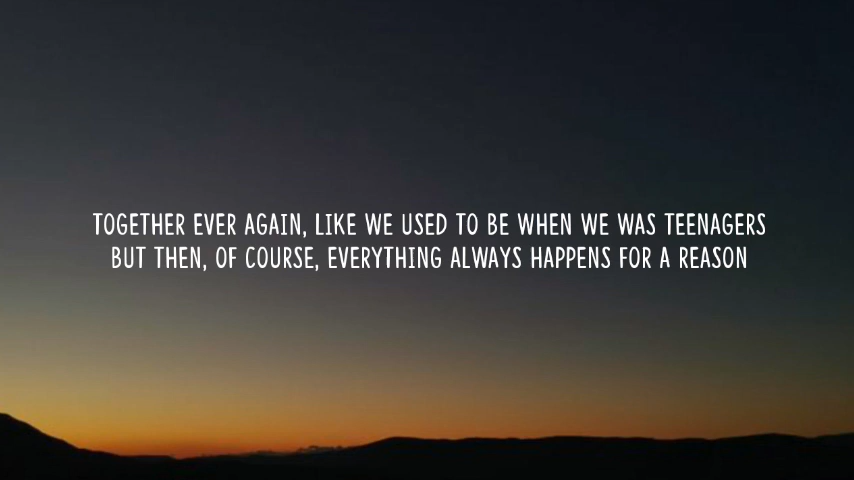 TOGETHER EVER AGAIN, LIKE WE USED TO BE WHEN WE WAS TEENAGERS
BUT THEN, OF COURSE, EVERYTHING ALWAYS HAPPENS FOR A REASON